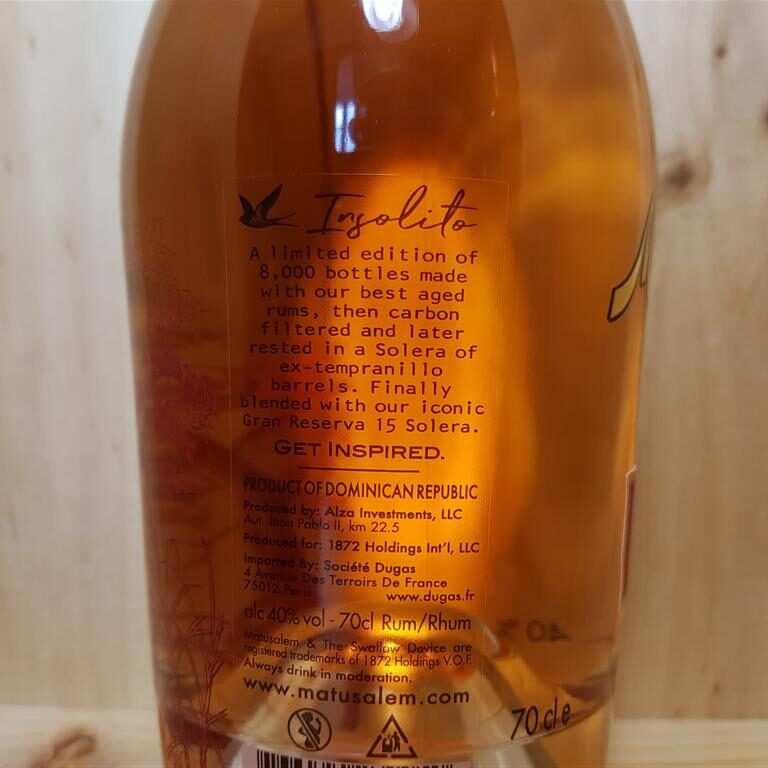 Insolito
A limited edition of
8,000 bottles made
with our best aged
rums, then carbon
filtered and later
rested in a Solera of
ex-tempranillo
barrels. Finally
blended with our iconic
Gran Reserva 15 Solera.
GET INSPIRED.
PRODUCT OF DOMINICAN REPUBLIC
Produced by: Alza Investments, LLC
Aut. Juan Pablo II, km 22.5
Produced for: 1872 Holdings Int'l, LLC
Imported By: Société Dugas
4 Avenue Des Terroirs De France
75012 Paris www.dugas.fr
alc 40% vol - 70cl Rum/Rhum
Matusalem & The Swallow Device are
registered trademarks of 1872 Holdings V.O.F.
Always drink in moderation.
www.matusalem.com
70 cl e